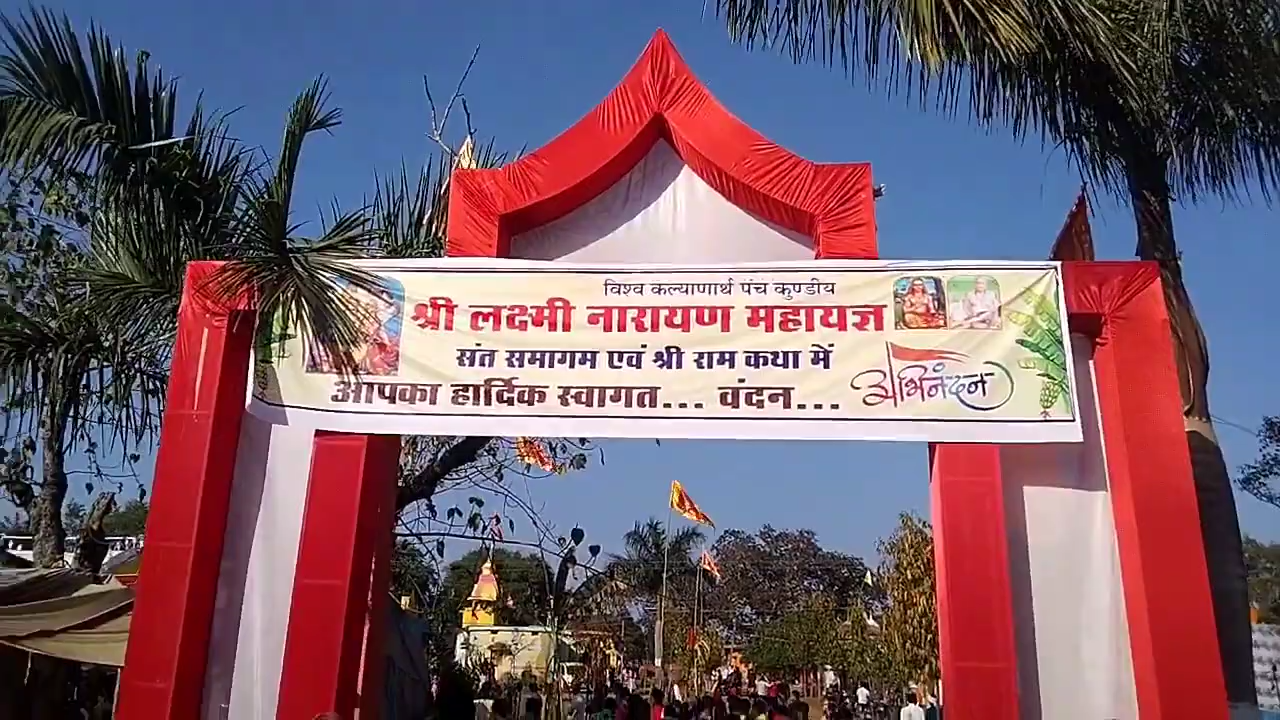 विश्व कल्याणार्थ पंच कुण्डीय
श्री लक्ष्मी नारायण महायज्ञ
संत समागम एवं श्री राम कथा में
आपका हार्दिक स्वागत... वंदन...
अभिनंदन